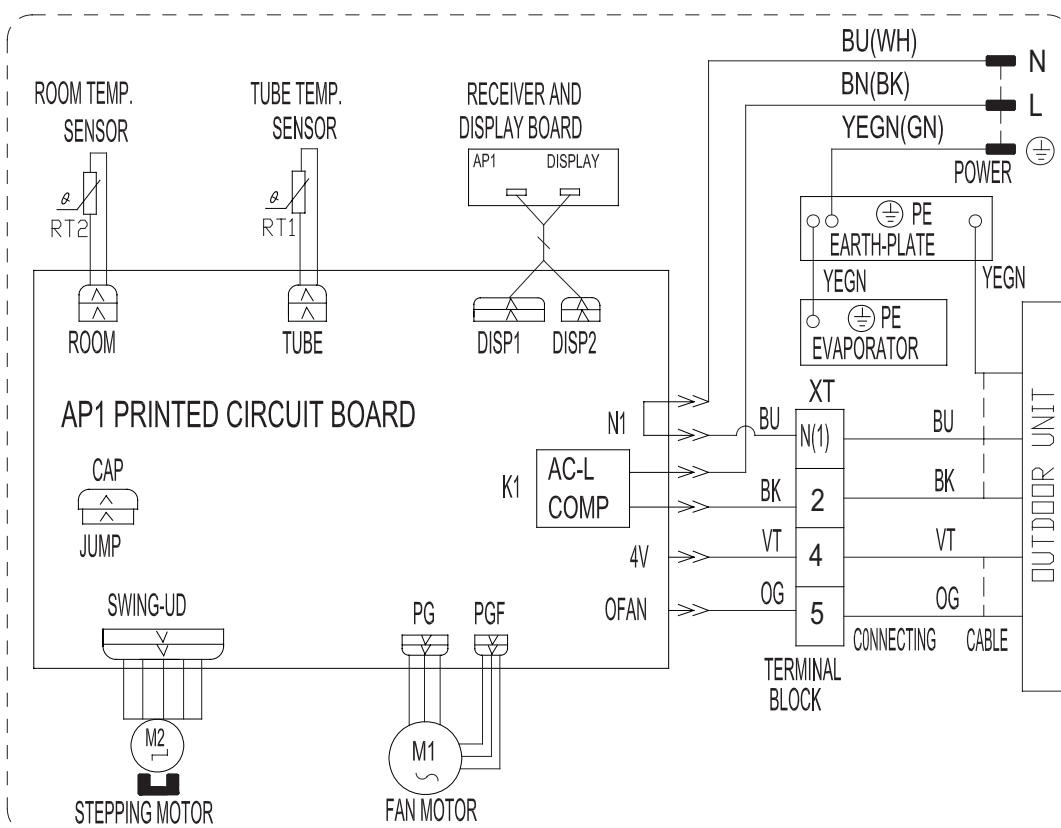 BU(WH)
N
BN(BK)
L
YEGN(GN)
POWER
ROOM TEMP.
SENSOR
θ
RT2
TUBE TEMP.
SENSOR
θ
RT1
RECEIVER AND
DISPLAY BOARD
AP1 DISPLAY
PE
EARTH-PLATE
YEGN
YEGN
PE
EVAPORATOR
ROOM
TUBE
DISP1
DISP2
AP1 PRINTED CIRCUIT BOARD
CAP
JUMP
N1
K1
AC-L
COMP
4V
OFAN
XT
BU
N(1)
BU
BK
2
BK
VT
4
VT
OG
5
OG
CONNECTING CABLE
TERMINAL
BLOCK
OUTDOOR UNIT
SWING-UD
PG
PGF
M2
STEPPING MOTOR
M1
FAN MOTOR